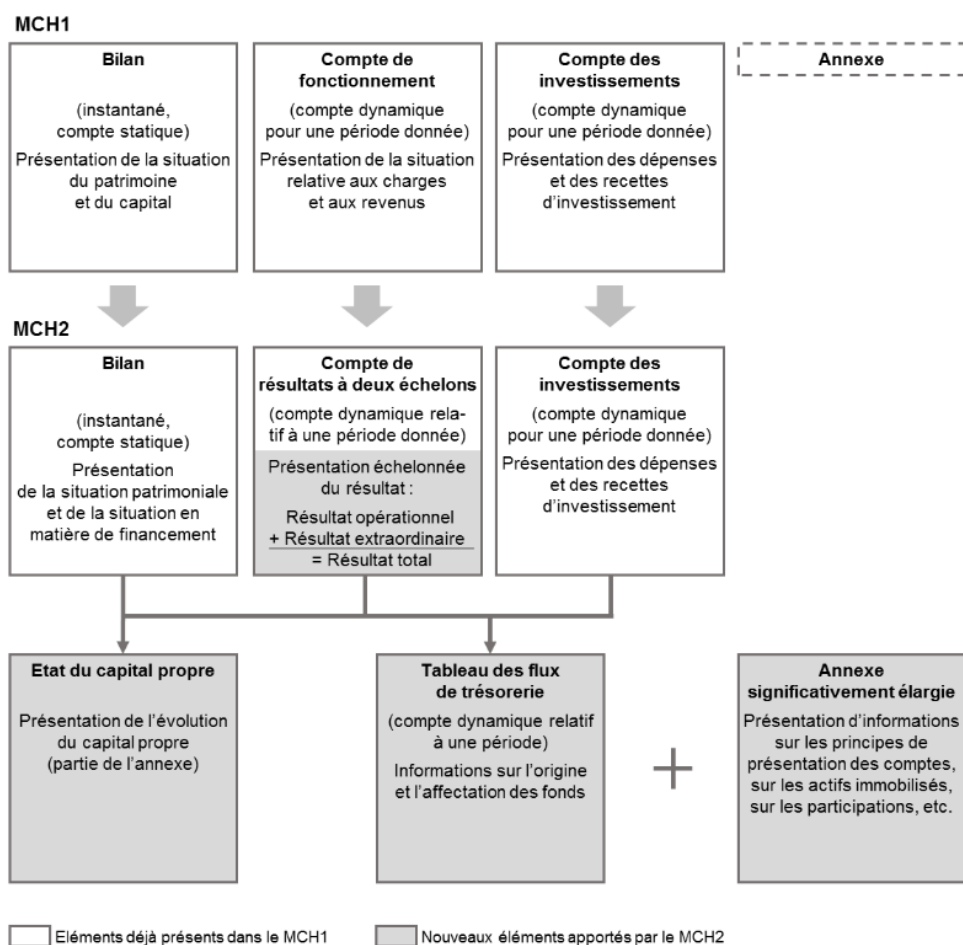 MCH1
Bilan
(instantané,
compte statique)
Présentation de la situation
du patrimoine
et du capital
Compte de
fonctionnement
(compte dynamique
pour une période donnée)
Présentation de la situation
relative aux charges
et aux revenus
Compte des
investissements
(compte dynamique
pour une période donnée)
Présentation des dépenses
et des recettes
d'investissement
Annexe
MCH2
Bilan
(instantané,
compte statique)
Présentation
de la situation patrimoniale
et de la situation en
matière de financement
Compte de
résultats à deux échelons
(compte dynamique rela-
tif à une période donnée)
Présentation échelonnée
du résultat :
Résultat opérationnel
+ Résultat extraordinaire
= Résultat total
Compte des
investissements
(compte dynamique
pour une période donnée)
Présentation des dépenses
et des recettes
d'investissement
Etat du capital propre
Présentation de l'évolution
du capital propre
(partie de l'annexe)
Tableau des flux
de trésorerie
(compte dynamique relatif
à une période)
Informations sur l'origine
et l'affectation des fonds
+
Annexe
significativement élargie
Présentation d'informations
sur les principes de
présentation des comptes,
sur les actifs immobilisés,
sur les participations, etc.
Eléments déjà présents dans le MCH1
Nouveaux éléments apportés par le MCH2